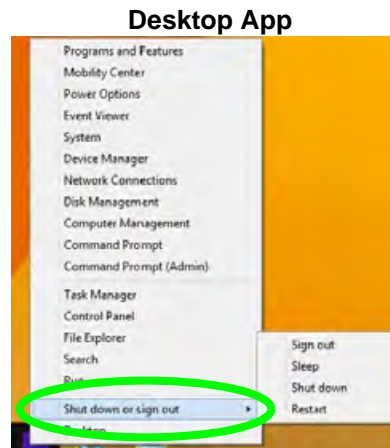 Desktop App
Programs and Features
Mobility Center
Power Options
Event Viewer
System
Device Manager
Network Connections
Disk Management
Computer Management
Command Prompt
Command Prompt (Admin)
Task Manager
Control Panel
File Explorer
Search
Run
Shut down or sign out
Desktop
Sign out
Sleep
Shut down
Restart